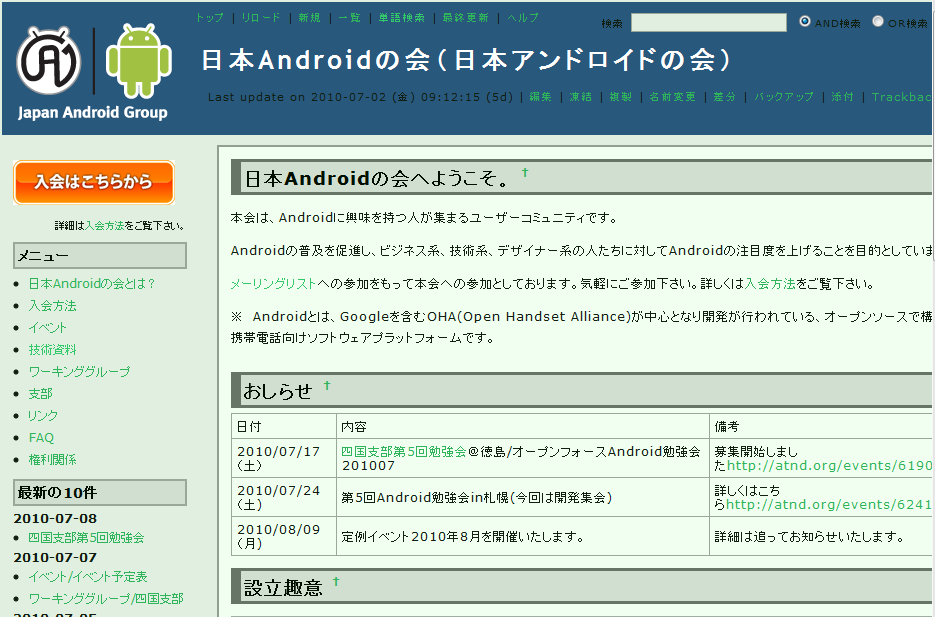 トップ | リロード | 新規 | 一覧 | 単語検索 | 最終更新 | ヘルプ
検索 AND検索 OR検索
日本Androidの会(日本アンドロイドの会)
Last update on 2010-07-02 (金) 09:12:15 (5d) | 編集 | 凍結 | 複製 | 名前変更 | 差分 | バックアップ | 添付 | Trackbac
Japan Android Group
入会はこちらから
詳細は入会方法をご覧下さい。
メニュー
日本Androidの会とは？
入会方法
イベント
技術資料
ワーキンググループ
支部
リンク
FAQ
権利関係
最新の10件
2010-07-08
四国支部第5回勉強会
2010-07-07
イベント/イベント予定表
ワーキンググループ/四国支部
日本Androidの会へようこそ。 †
本会は、Androidに興味を持つ人が集まるユーザーコミュニティです。
Androidの普及を促進し、ビジネス系、技術系、デザイナー系の人たちに対してAndroidの注目度を上げることを目的としていま
メーリングリストへの参加をもって本会への参加としております。気軽にご参加下さい。詳しくは入会方法をご覧下さい。
※ Androidとは、Googleを含むOHA(Open Handset Alliance)が中心となり開発が行われている、オープンソースで構
携帯電話向けソフトウェアプラットフォームです。
おしらせ †
日付 内容 備考
2010/07/17
(土)
四国支部第5回勉強会＠徳島/オープンフォースAndroid勉強会
201007
募集開始しまし
たhttp://atnd.org/events/6190
2010/07/24
(土)
第5回Android勉強会in札幌(今回は開発集会)
詳しくはこち
らhttp://atnd.org/events/6241
2010/08/09
(月)
定例イベント2010年8月を開催いたします。
詳細は追ってお知らせいたします。
設立趣意 †